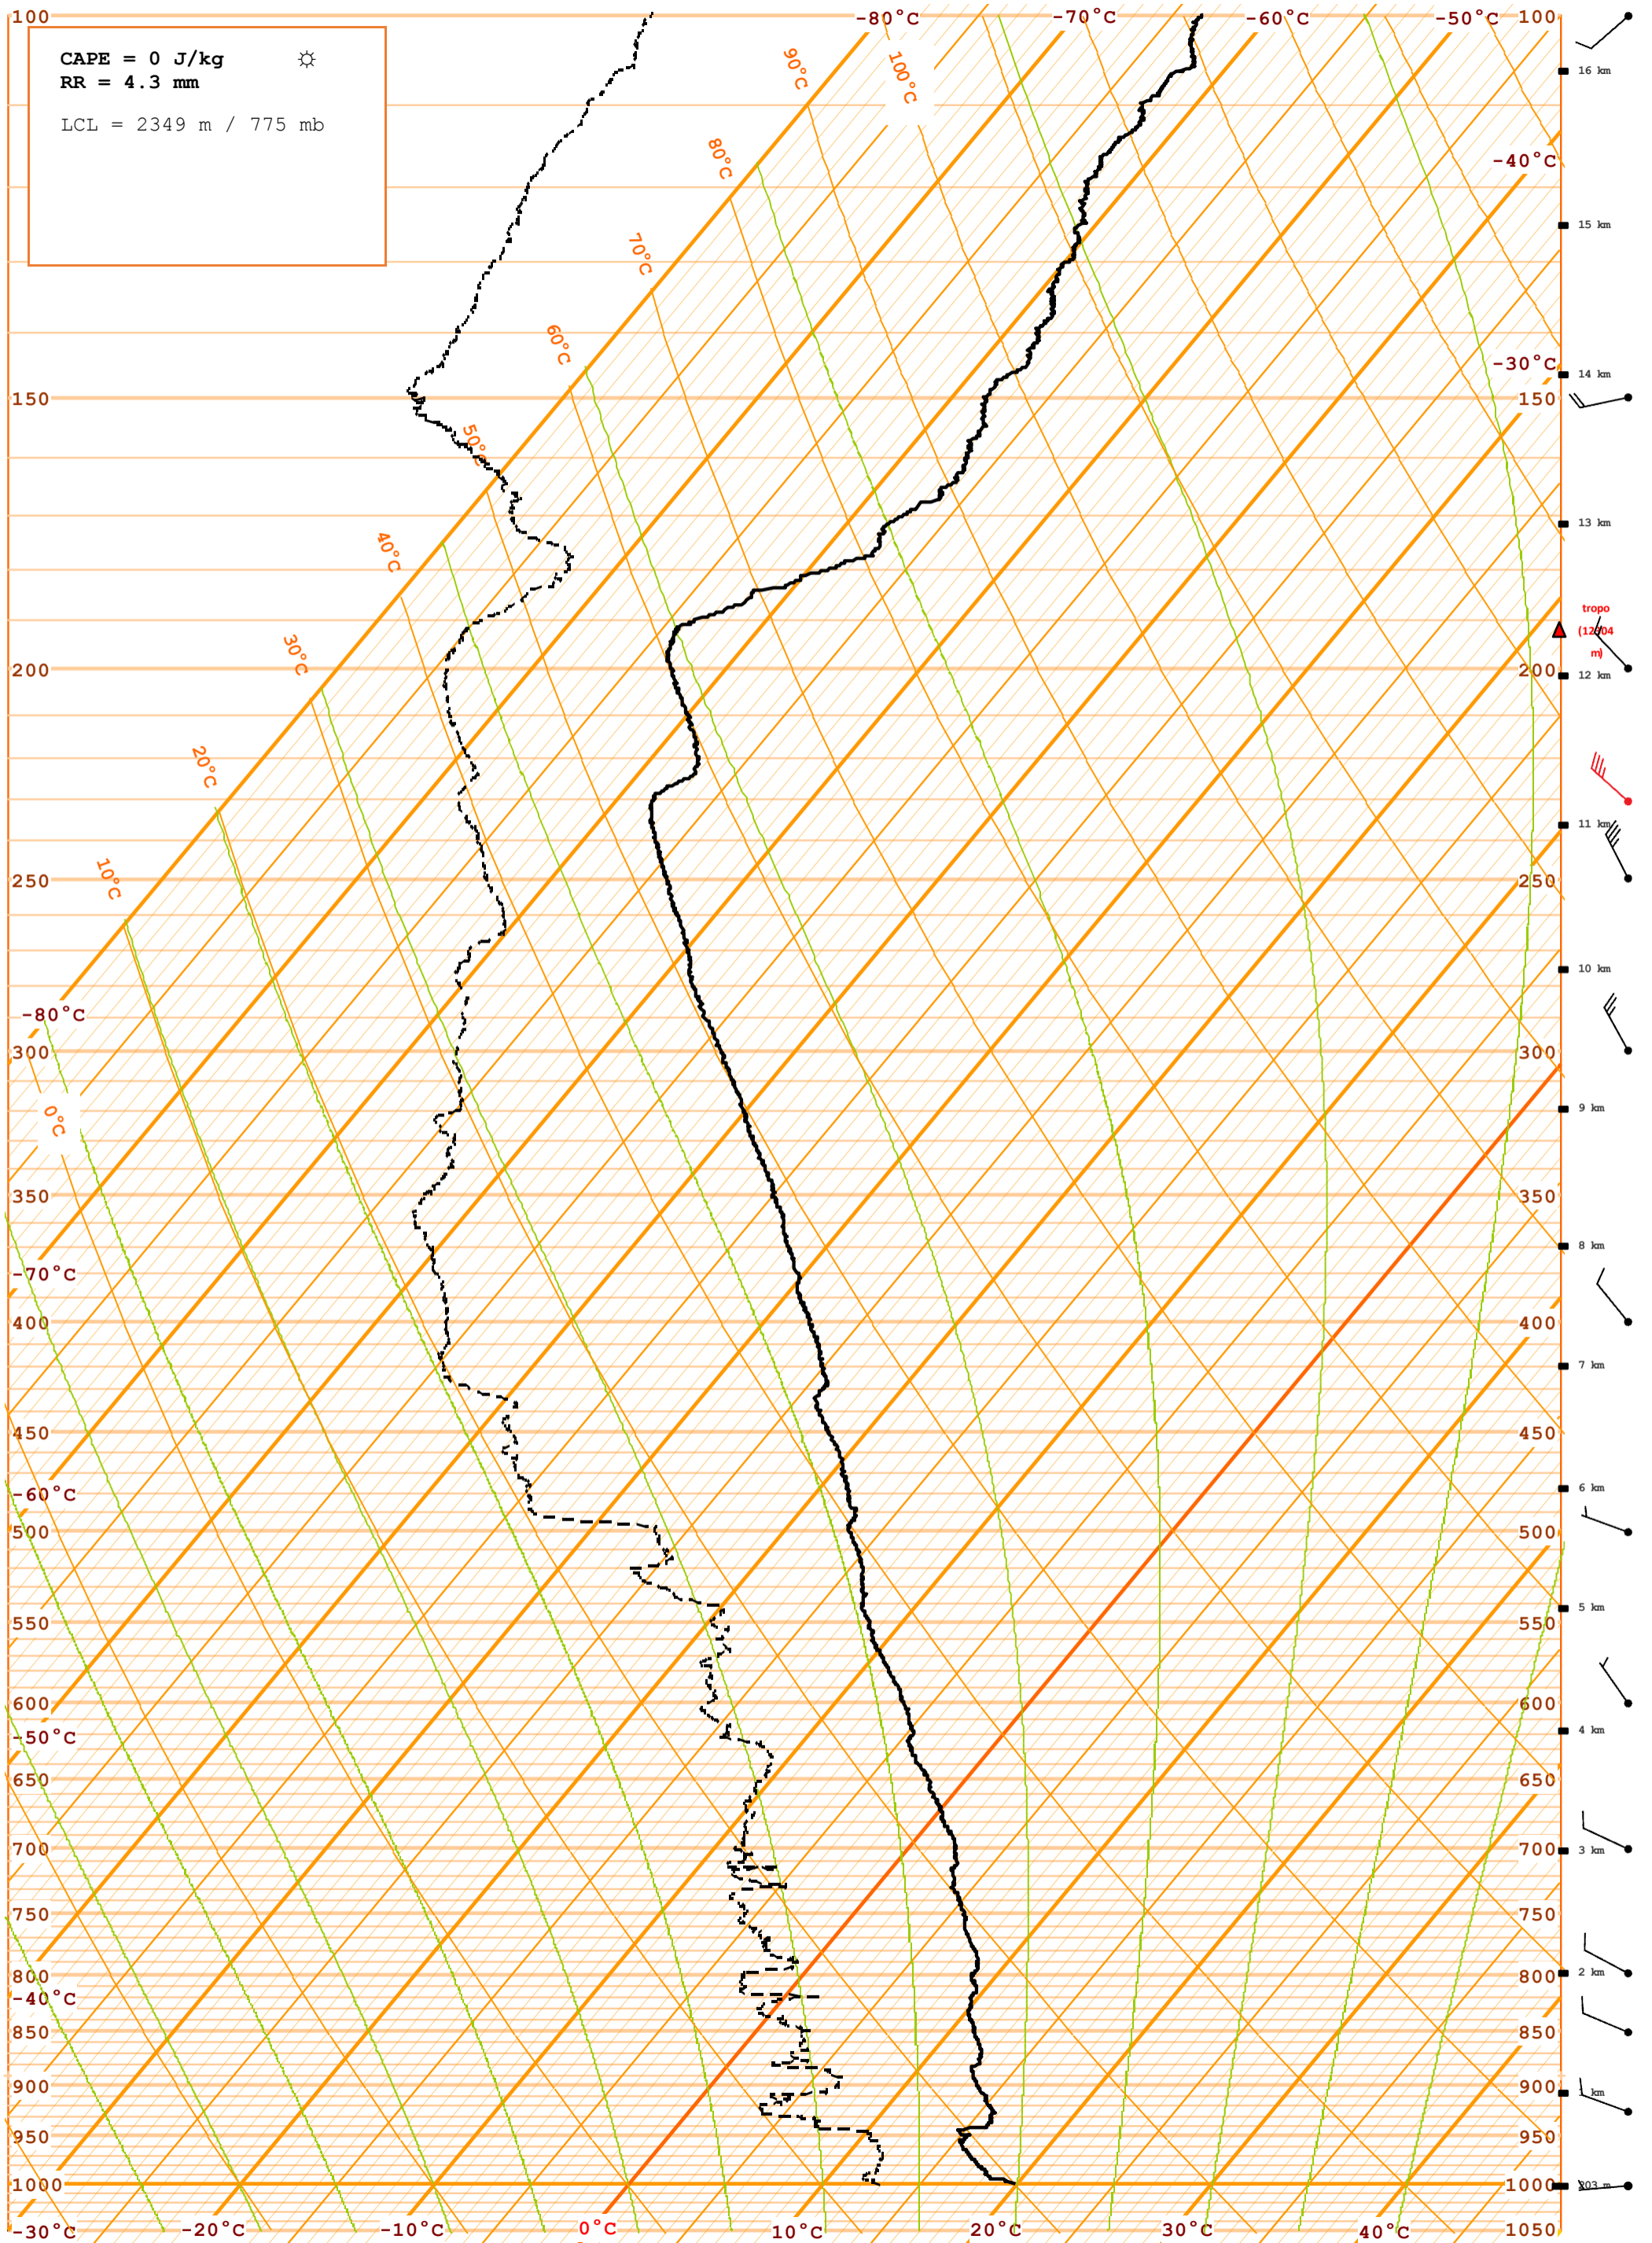 100 -80°C -70°C -60°C -50°C 100
CAPE = 0 J/kg ☼
RR = 4.3 mm
LCL = 2349 m / 775 mb
90°C 100°C
16 km
80°C
-40°C
15 km
70°C
60°C
-30°C
14 km
150 150
50°C
13 km
40°C
tropo
m)
30°C
200 200
12 km
20°C
11 km
10°C
250 250
10 km
-80°C
300 300
0°C
9 km
350 350
8 km
-70°C
400 400
7 km
450 450
6 km
-60°C
500 500
5 km
550 550
600 600
4 km
-50°C
650 650
700 700
3 km
750 750
800 800
2 km
-40°C
850 850
900 900
1 km
950 950
1000 1000
-30°C -20°C -10°C 0°C 10°C 20°C 30°C 40°C 1050